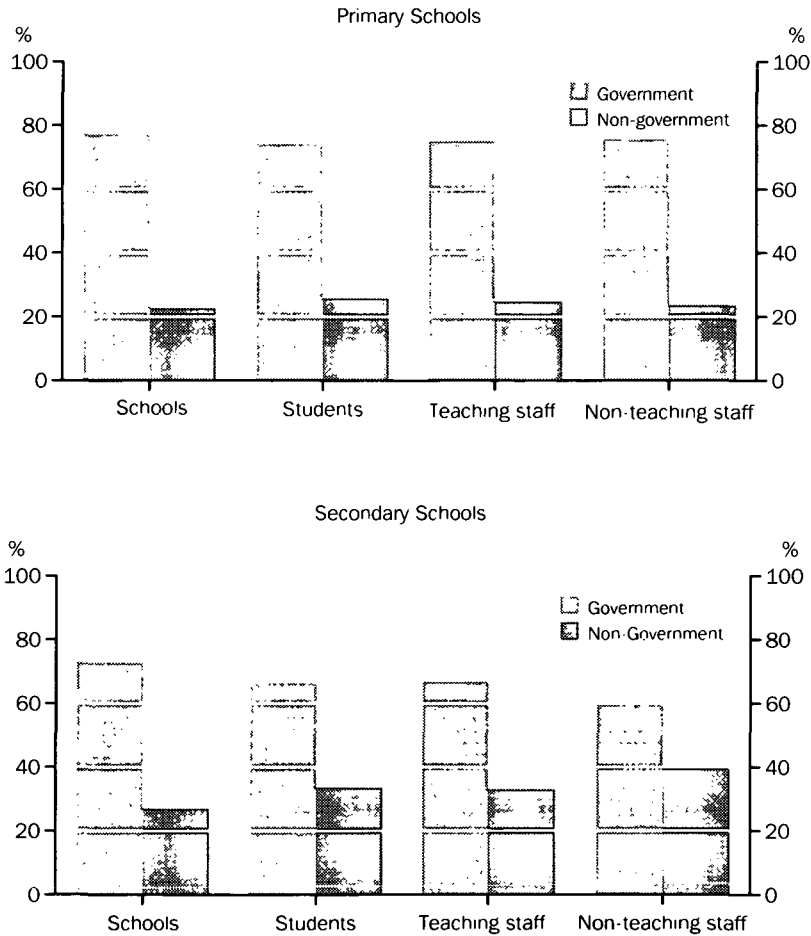 Primary Schools
% %
100 100
Government
80 Non-government 80
60 60
40 40
20 20
0 0
Schools Students Teaching staff Non-teaching staff
Secondary Schools
% %
100 100
Government
80 Non-Government 80
60 60
40 40
20 20
0 0
Schools Students Teaching staff Non-teaching staff